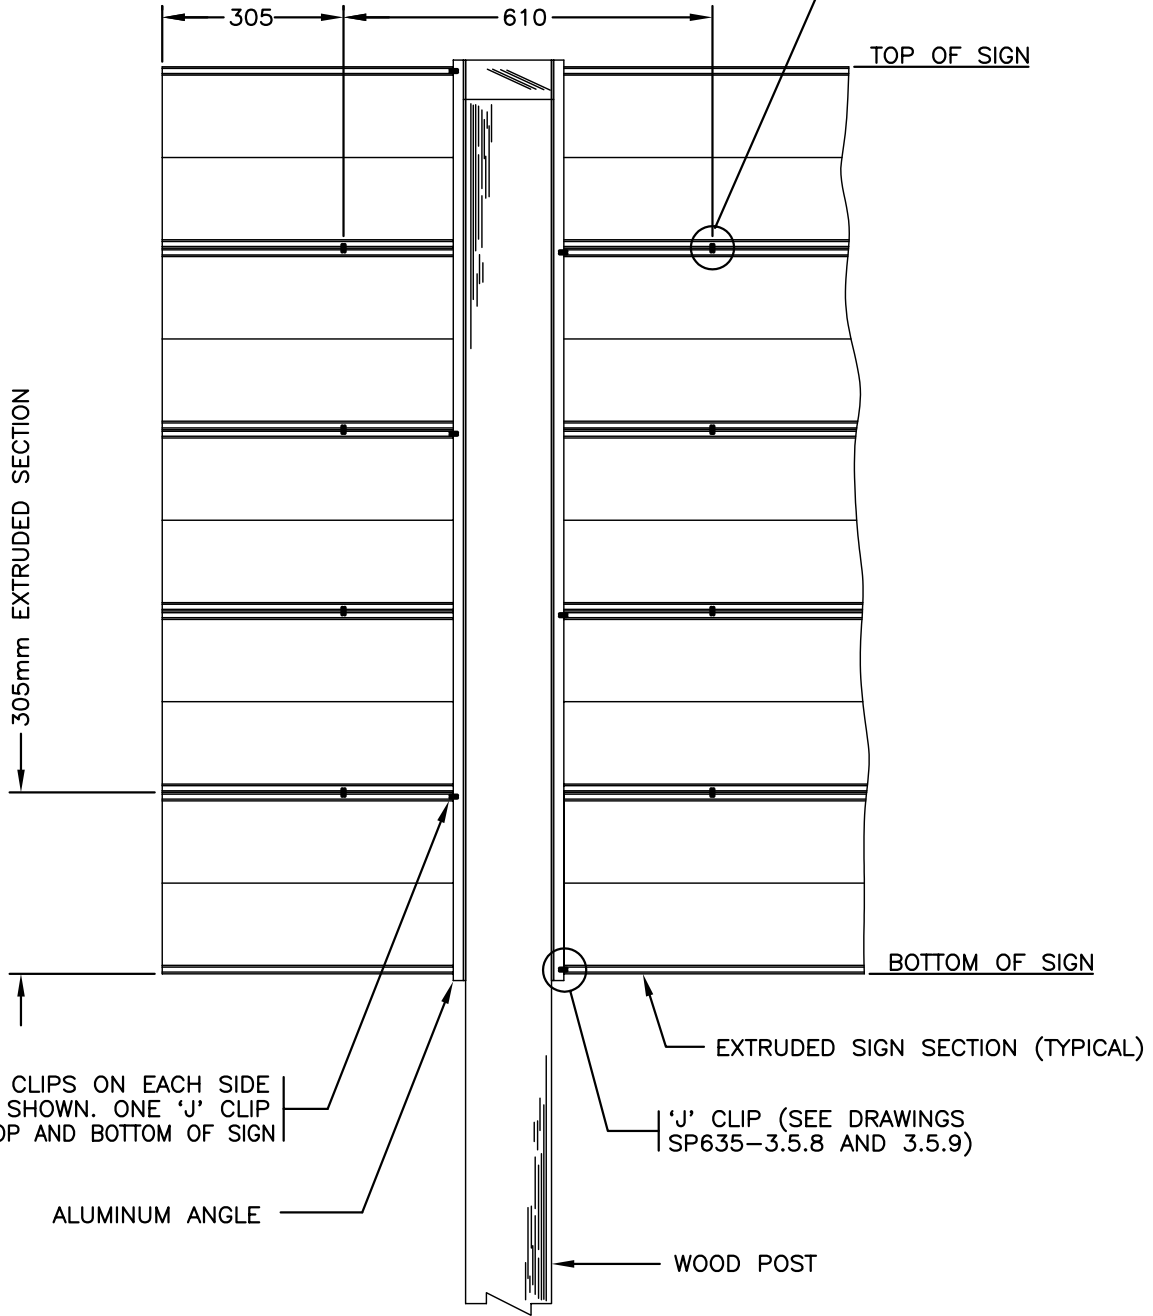 305
610
TOP OF SIGN
305mm EXTRUDED SECTION
BOTTOM OF SIGN
EXTRUDED SIGN SECTION (TYPICAL)
CLIPS ON EACH SIDE
SHOWN. ONE ‘J’ CLIP
AND BOTTOM OF SIGN
‘J’ CLIP (SEE DRAWINGS
SP635–3.5.8 AND 3.5.9)
ALUMINUM ANGLE
WOOD POST